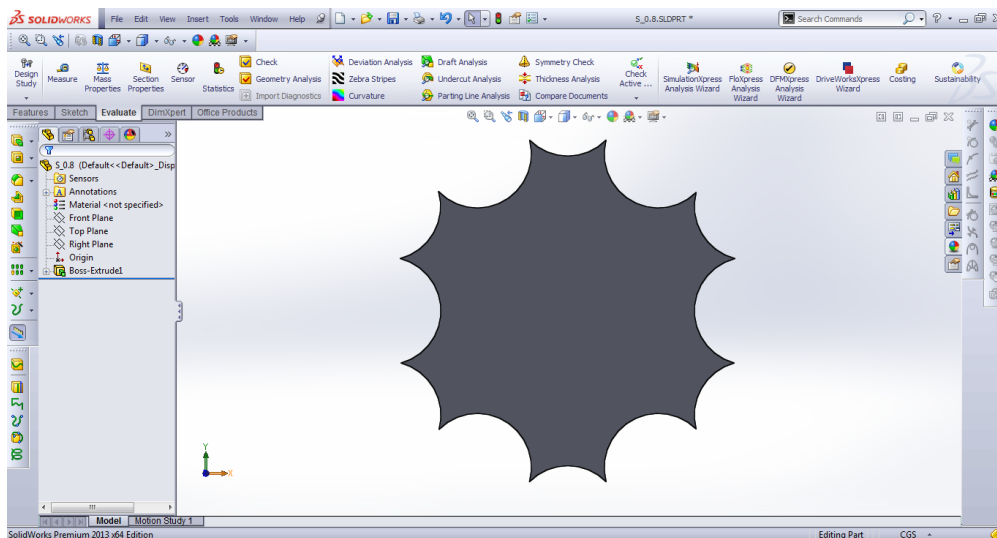 SOLIDWORKS File Edit View Insert Tools Window Help S_0.8.SLDPRT * Search Commands
Design Study Measure Mass Properties Section Properties Sensor Statistics Check Geometry Analysis Import Diagnostics Deviation Analysis Zebra Stripes Curvature Draft Analysis Undercut Analysis Parting Line Analysis Symmetry Check Thickness Analysis Compare Documents Check Active ... SimulationXpress Analysis Wizard FloXpress Analysis Wizard DFMXpress Analysis Wizard DriveWorksXpress Wizard Costing Sustainability
Features Sketch Evaluate DimXpert Office Products
S_0.8 (Default<<Default>_Disp
Sensors
Annotations
Material <not specified>
Front Plane
Top Plane
Right Plane
Origin
Boss-Extrude1
Y
X
Model Motion Study 1
SolidWorks Premium 2013 x64 Edition Editing Part CGS